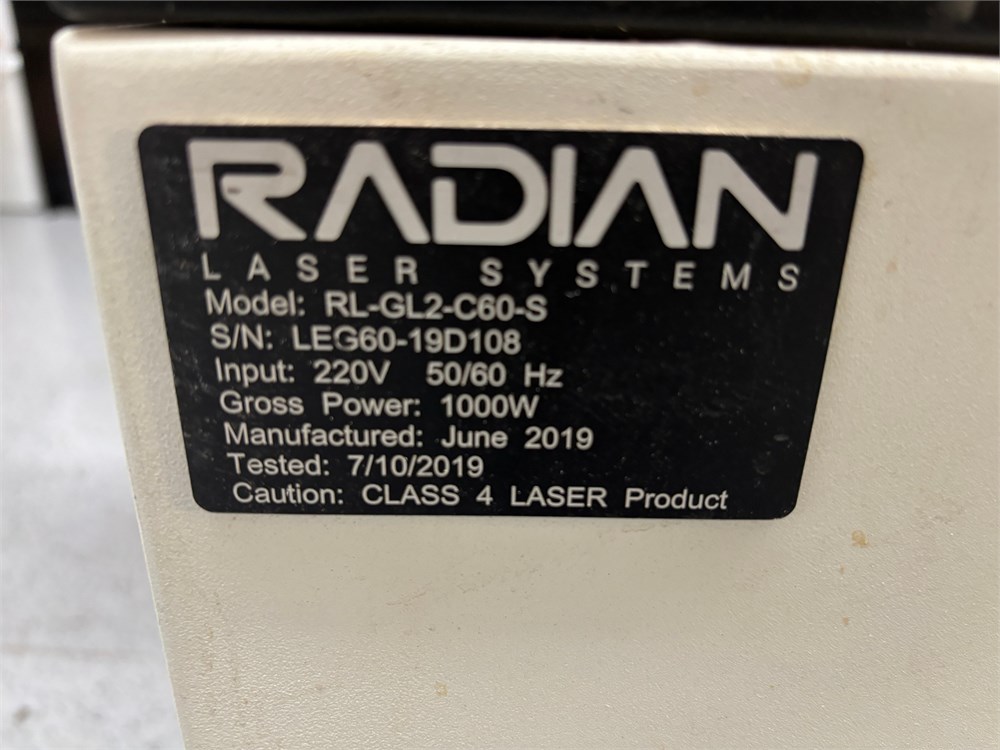 RADIAN
LASER SYSTEMS
Model: RL-GL2-C60-S
S/N: LEG60-19D108
Input: 220V 50/60 Hz
Gross Power: 1000W
Manufactured: June 2019
Tested: 7/10/2019
Caution: CLASS 4 LASER Product